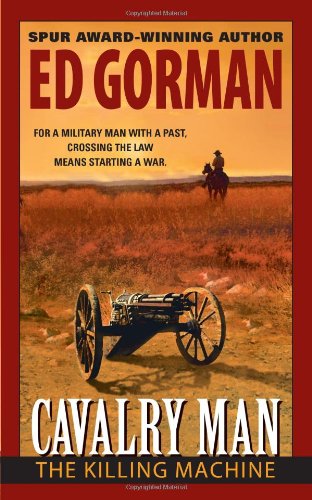 SPUR AWARD-WINNING AUTHOR
ED GORMAN
FOR A MILITARY MAN WITH A PAST,
CROSSING THE LAW
MEANS STARTING A WAR.
CAVALRY MAN
THE KILLING MACHINE